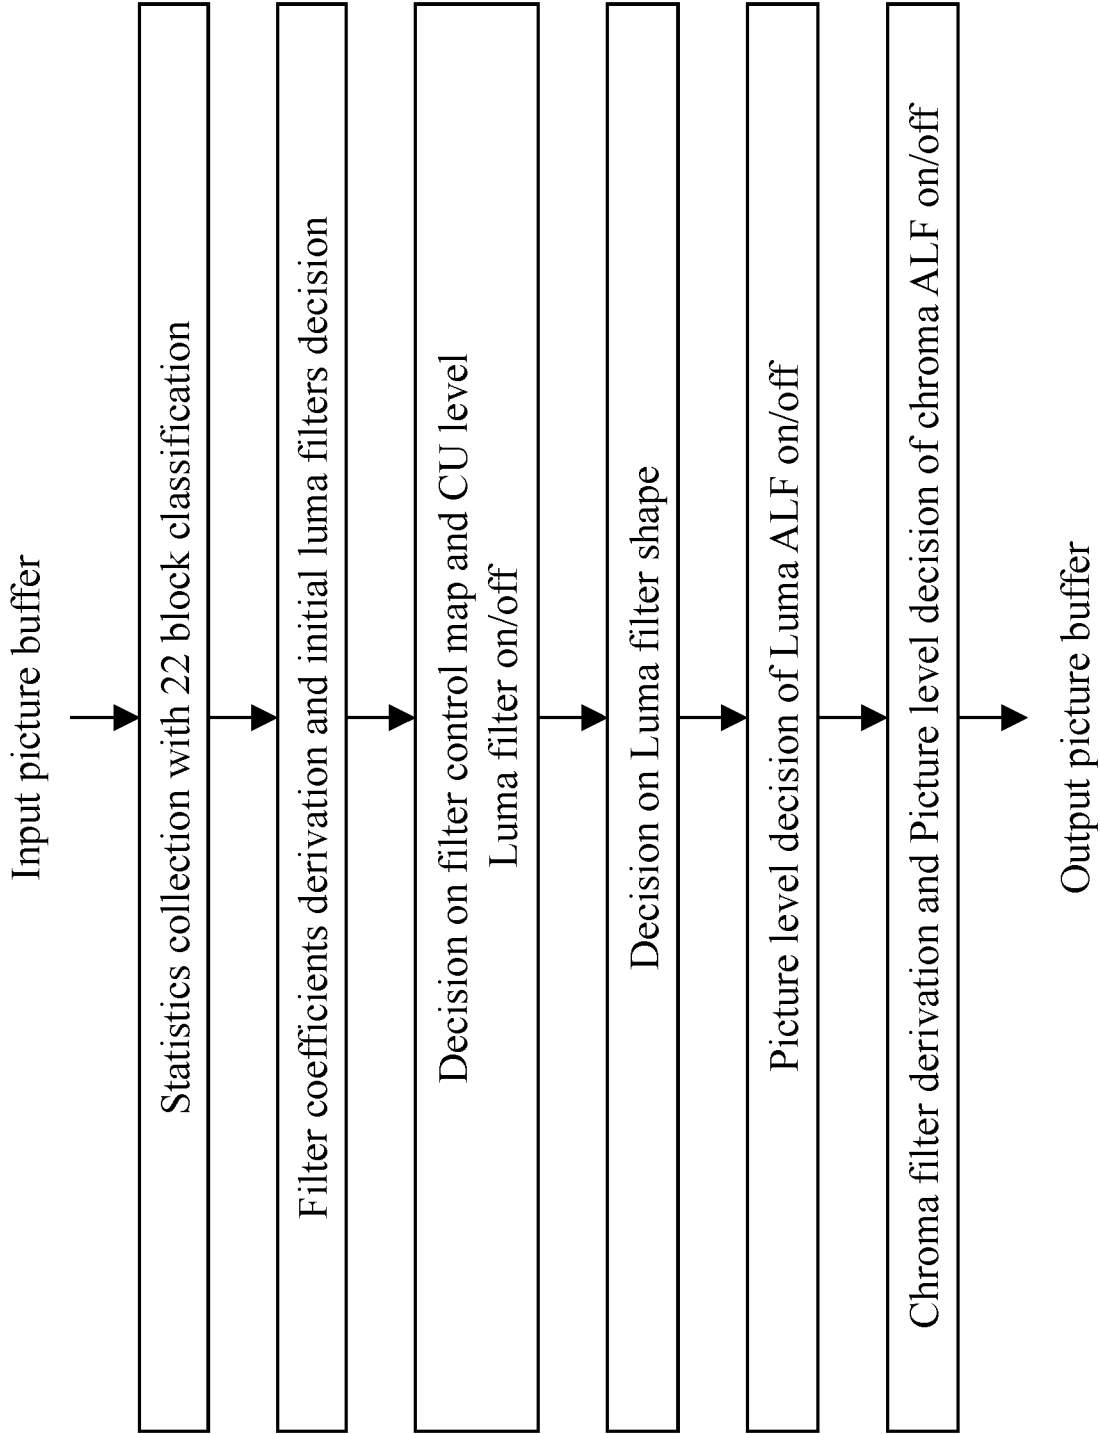 Input picture buffer
Statistics collection with 22 block classification
Filter coefficients derivation and initial luma filters decision
Decision on filter control map and CU level
Luma filter on/off
Decision on Luma filter shape
Picture level decision of Luma ALF on/off
Chroma filter derivation and Picture level decision of chroma ALF on/off
Output picture buffer